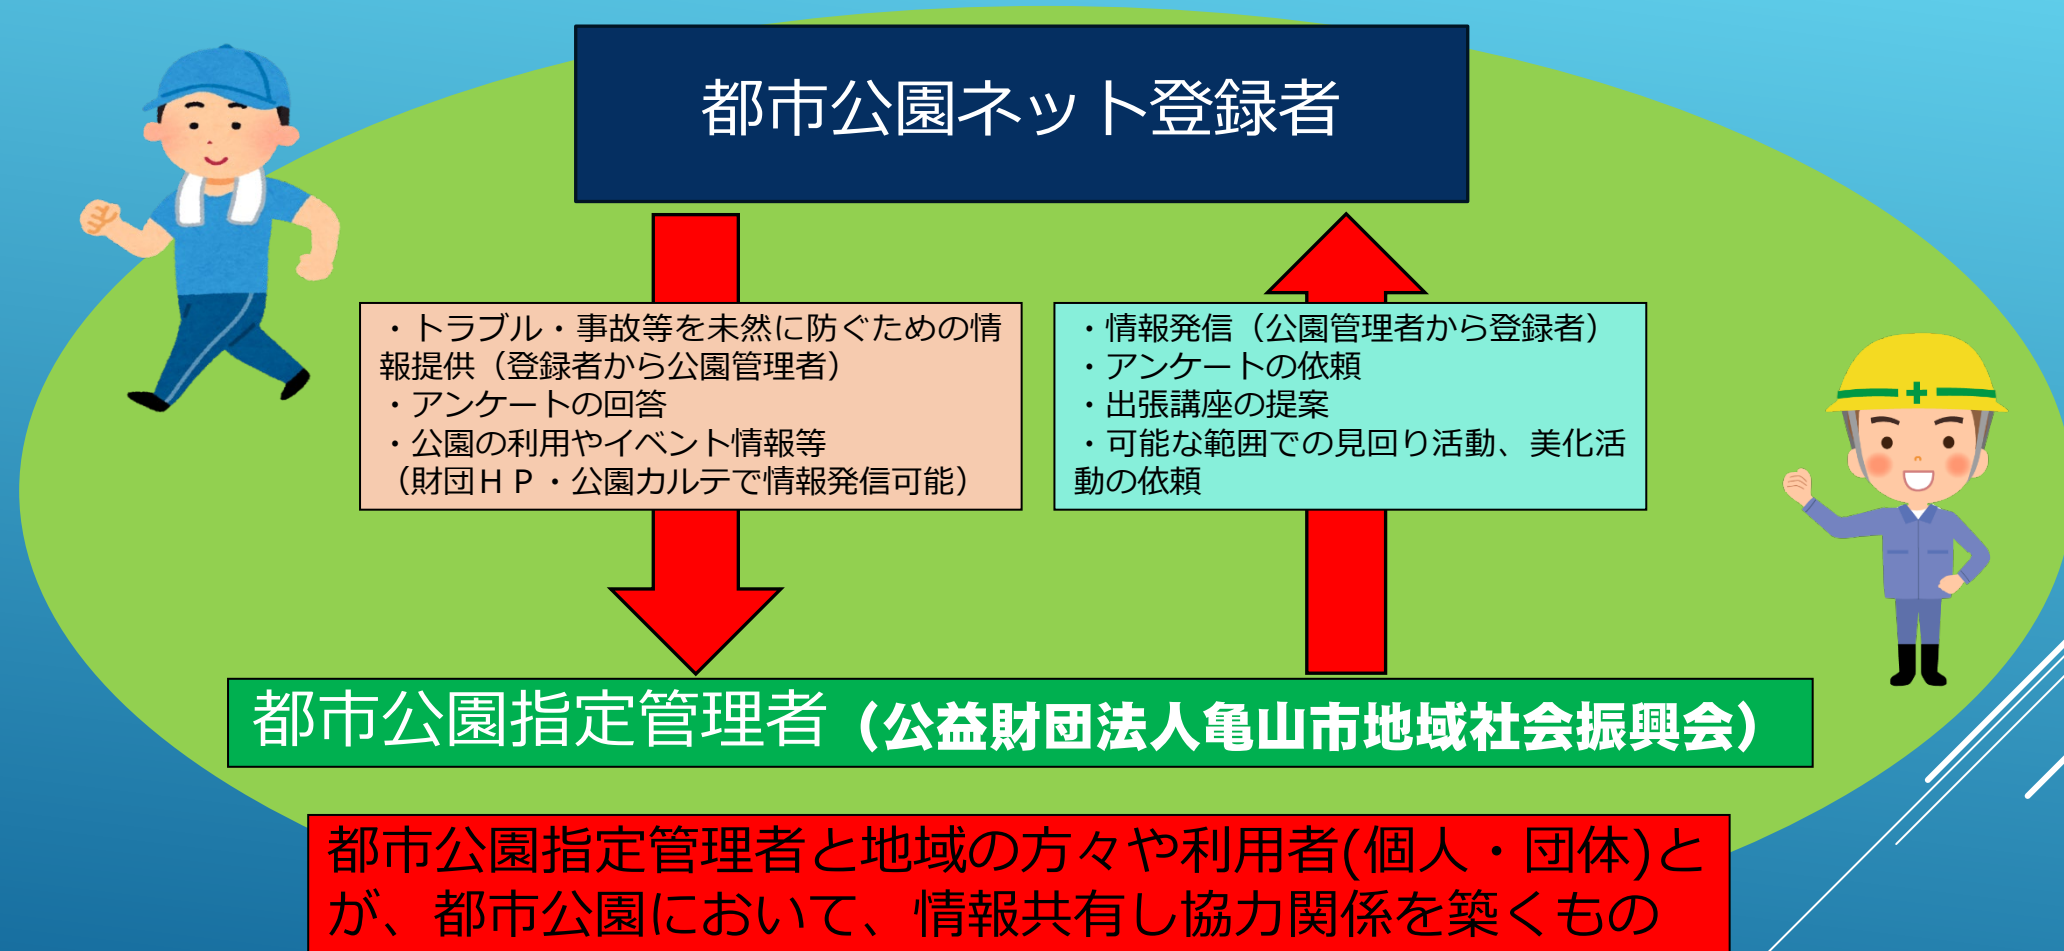 都市公園ネット登録者
・トラブル・事故等を未然に防ぐための情
報提供（登録者から公園管理者）
・アンケートの回答
・公園の利用やイベント情報等
（財団ＨＰ・公園カルテで情報発信可能）
・情報発信（公園管理者から登録者）
・アンケートの依頼
・出張講座の提案
・可能な範囲での見回り活動、美化活
動の依頼
都市公園指定管理者（公益財団法人亀山市地域社会振興会）
都市公園指定管理者と地域の方々や利用者(個人・団体)と
が、都市公園において、情報共有し協力関係を築くもの